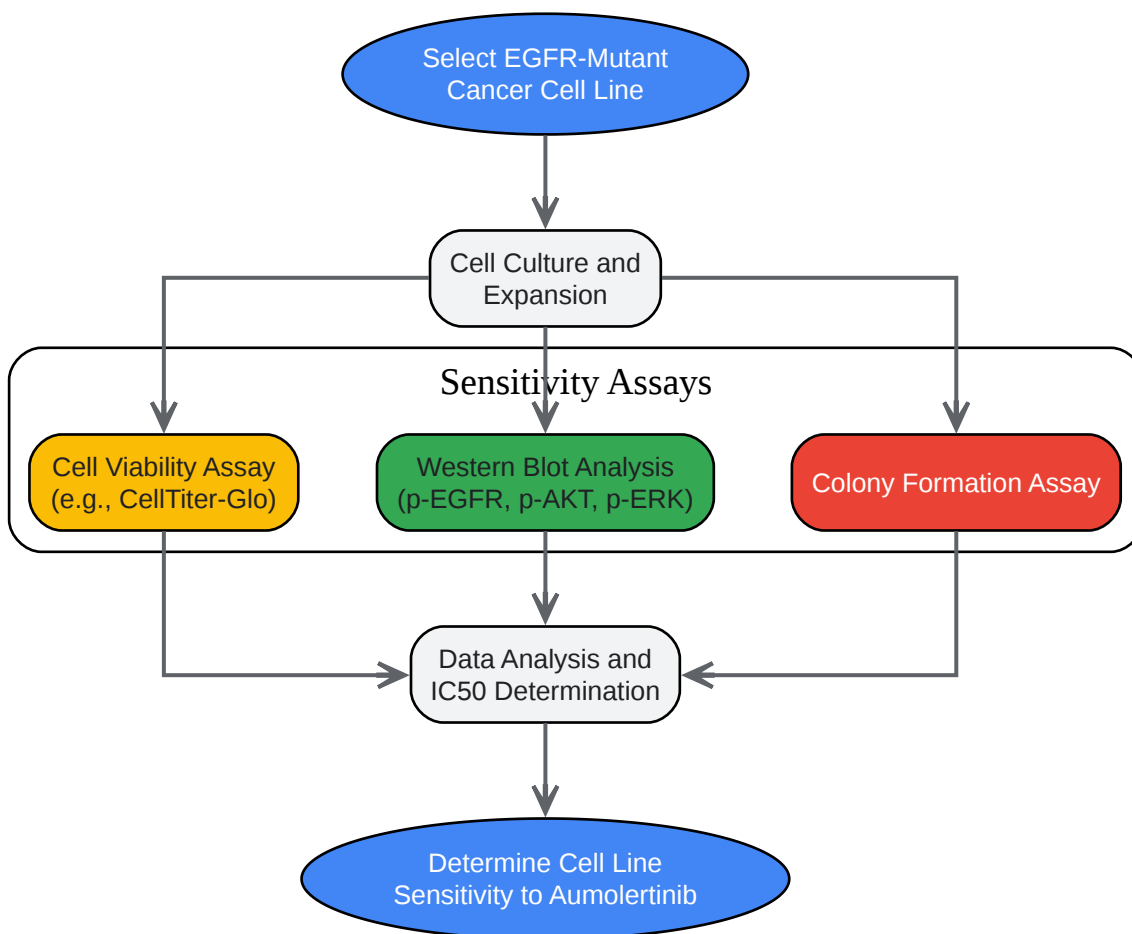 Select EGFR-Mutant
Cancer Cell Line
Cell Culture and
Expansion
Sensitivity Assays
Cell Viability Assay
(e.g., CellTiter-Glo)
Western Blot Analysis
(p-EGFR, p-AKT, p-ERK)
Colony Formation Assay
Data Analysis and
IC50 Determination
Determine Cell Line
Sensitivity to Aumolertinib